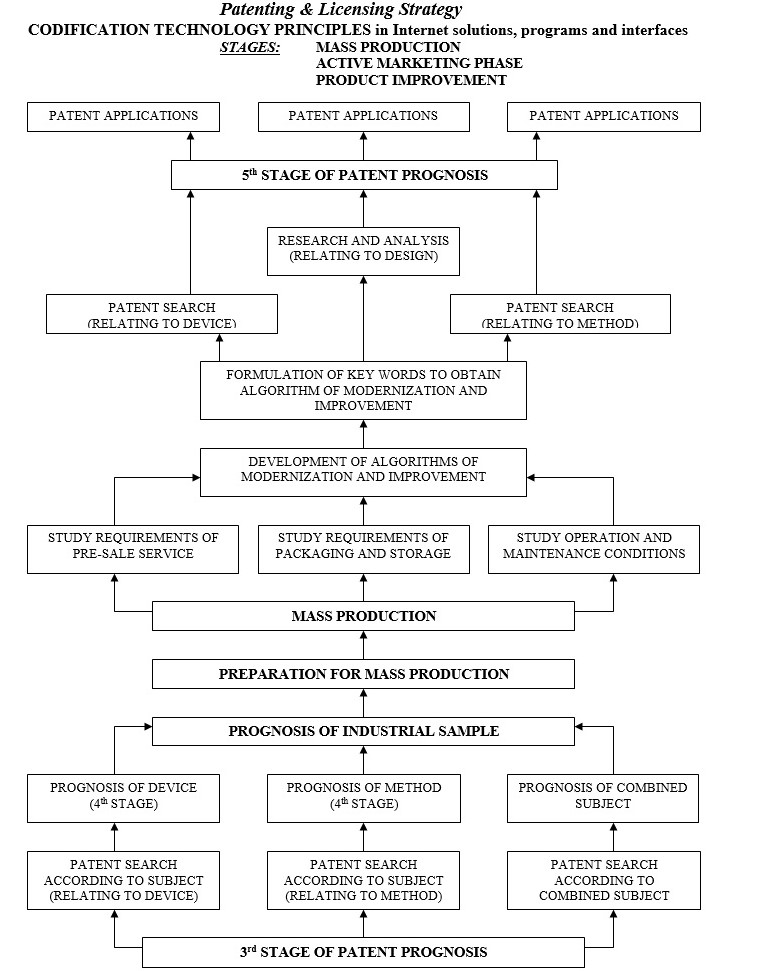 Patenting & Licensing Strategy
CODIFICATION TECHNOLOGY PRINCIPLES in Internet solutions, programs and interfaces
STAGES: MASS PRODUCTION
ACTIVE MARKETING PHASE
PRODUCT IMPROVEMENT
PATENT APPLICATIONS
PATENT APPLICATIONS
PATENT APPLICATIONS
5th STAGE OF PATENT PROGNOSIS
RESEARCH AND ANALYSIS
(RELATING TO DESIGN)
PATENT SEARCH
(RELATING TO DEVICE)
PATENT SEARCH
(RELATING TO METHOD)
FORMULATION OF KEY WORDS TO OBTAIN
ALGORITHM OF MODERNIZATION AND
IMPROVEMENT
DEVELOPMENT OF ALGORITHMS OF
MODERNIZATION AND IMPROVEMENT
STUDY REQUIREMENTS OF
PRE-SALE SERVICE
STUDY REQUIREMENTS OF
PACKAGING AND STORAGE
STUDY OPERATION AND
MAINTENANCE CONDITIONS
MASS PRODUCTION
PREPARATION FOR MASS PRODUCTION
PROGNOSIS OF INDUSTRIAL SAMPLE
PROGNOSIS OF DEVICE
(4th STAGE)
PROGNOSIS OF METHOD
(4th STAGE)
PROGNOSIS OF COMBINED
SUBJECT
PATENT SEARCH
ACCORDING TO SUBJECT
(RELATING TO DEVICE)
PATENT SEARCH
ACCORDING TO SUBJECT
(RELATING TO METHOD)
PATENT SEARCH
ACCORDING TO
COMBINED SUBJECT
3rd STAGE OF PATENT PROGNOSIS